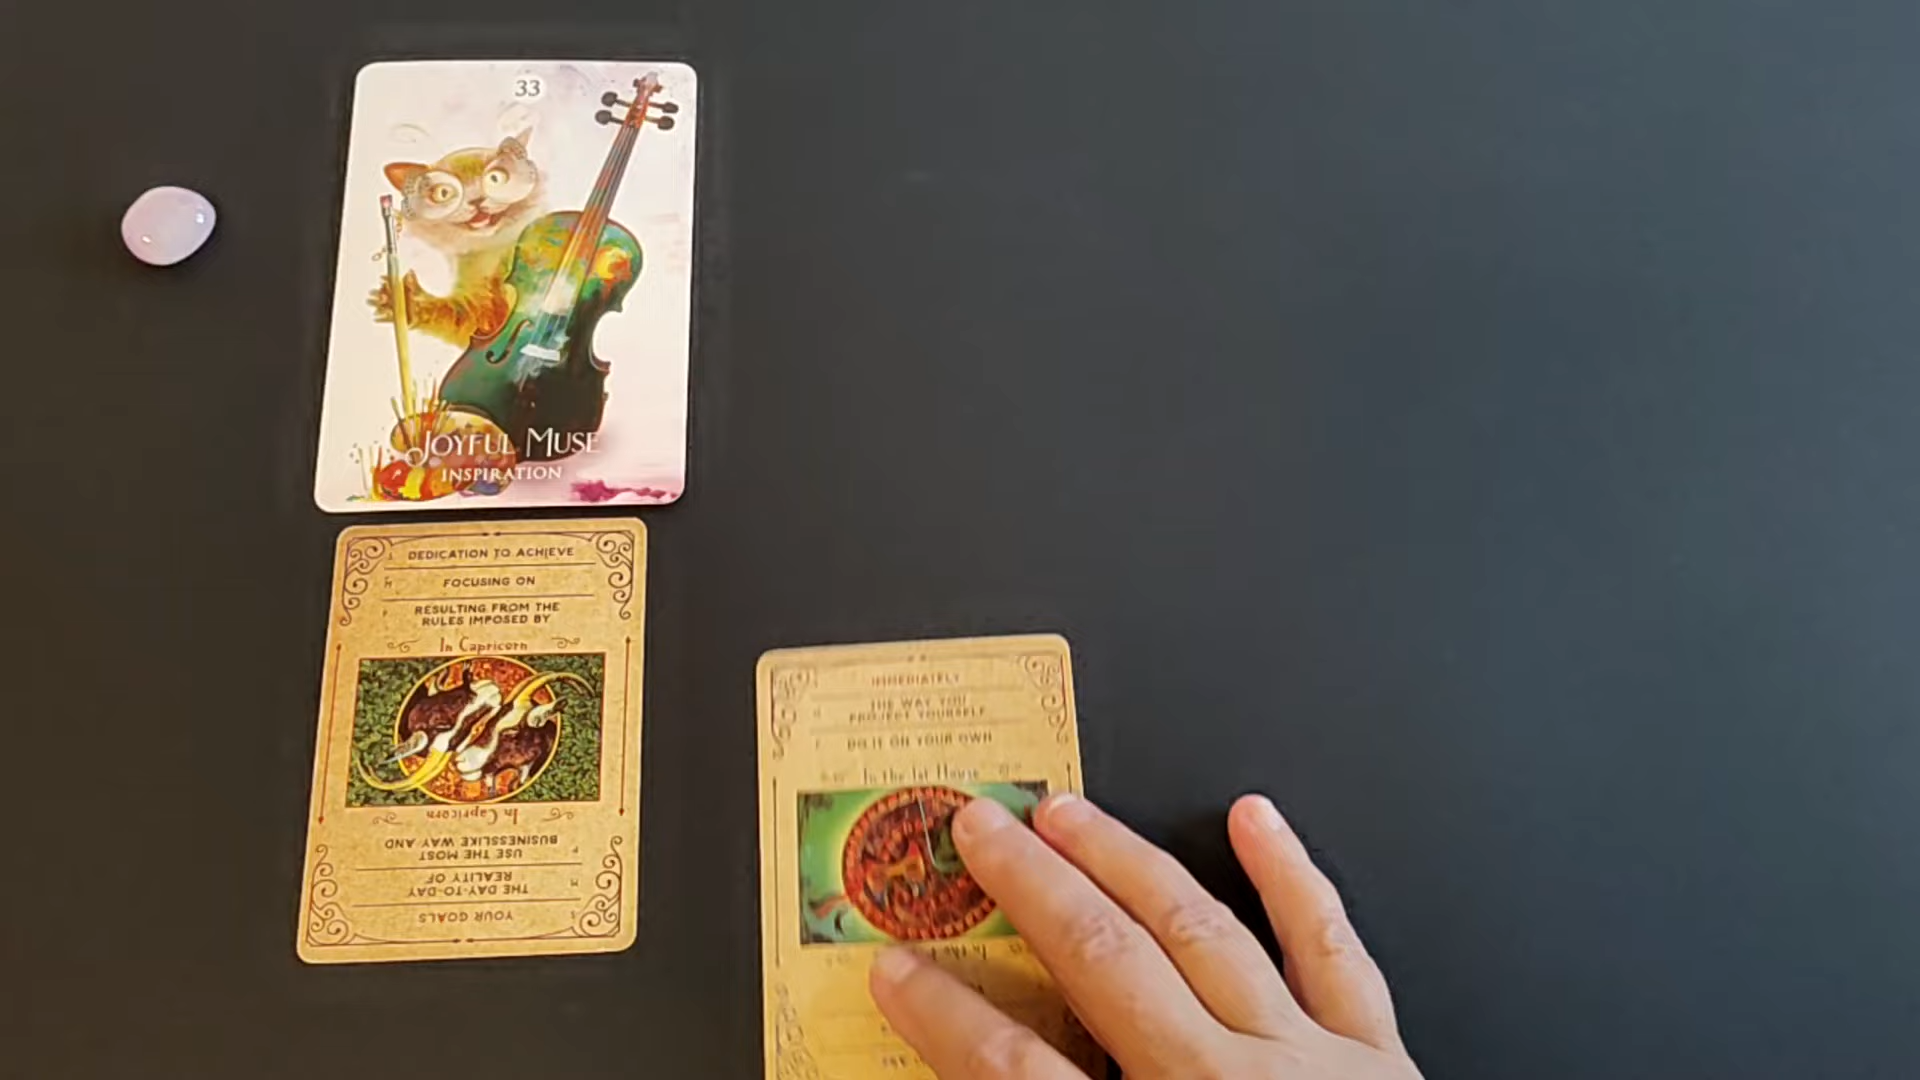 33
JOYFUL MUSE
INSPIRATION
S DEDICATION TO ACHIEVE
M FOCUSING ON
F RESULTING FROM THE
RULES IMPOSED BY
In Capricorn
In Capricorn
F USE THE MOST
BUSINESSLIKE WAY AND
M THE DAY-TO-DAY
REALITY OF
S YOUR GOALS
IMMEDIATELY
THE WAY YOU
PROJECT YOURSELF
DO IT ON YOUR OWN
In the 1st House
In the